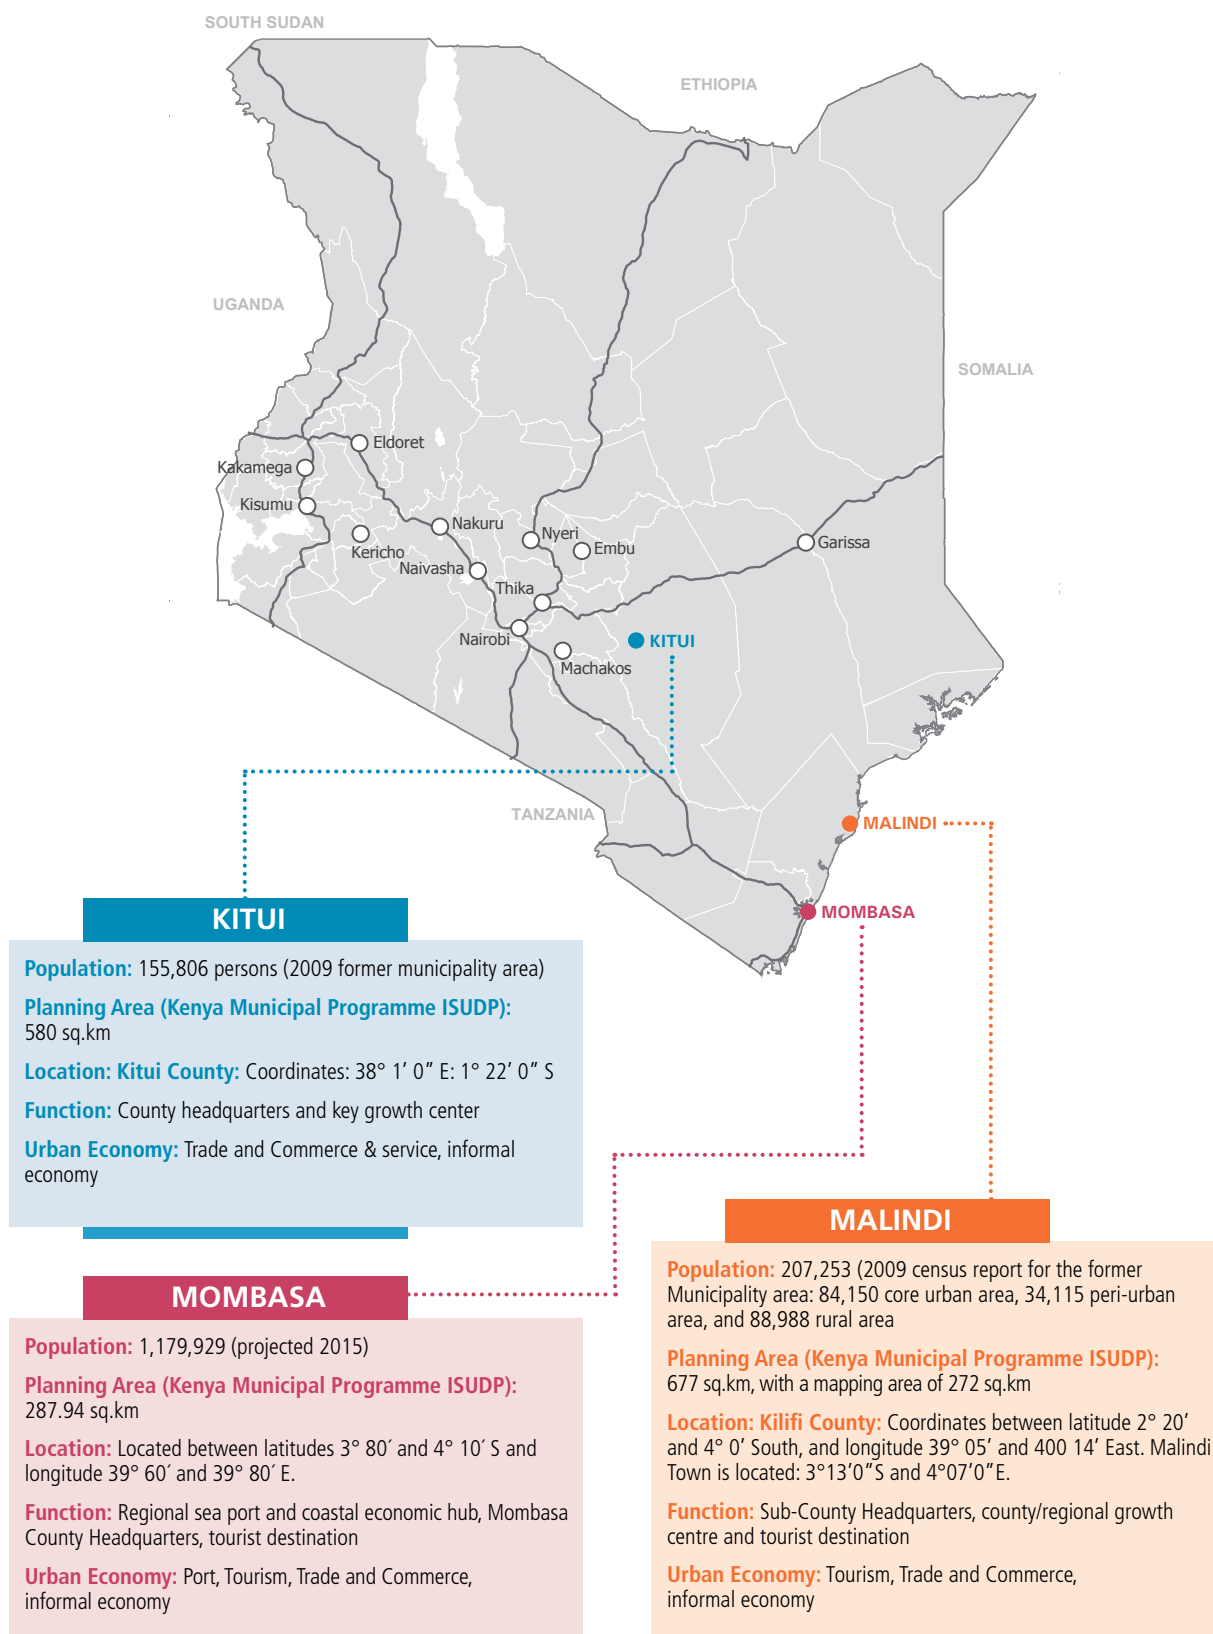 SOUTH SUDAN
ETHIOPIA
UGANDA
SOMALIA
Eldoret
Kakamega
Kisumu
Nakuru
Nyeri
Embu
Garissa
Kericho
Naivasha
Thika
Nairobi
KITUI
Machakos
TANZANIA
MALINDI
MOMBASA
KITUI
Population: 155,806 persons (2009 former municipality area)
Planning Area (Kenya Municipal Programme ISUDP):
580 sq.km
Location: Kitui County: Coordinates: 38° 1’ 0” E: 1° 22’ 0” S
Function: County headquarters and key growth center
Urban Economy: Trade and Commerce & service, informal
economy
MOMBASA
Population: 1,179,929 (projected 2015)
Planning Area (Kenya Municipal Programme ISUDP):
287.94 sq.km
Location: Located between latitudes 3° 80´ and 4° 10´ S and
longitude 39° 60´ and 39° 80´ E.
Function: Regional sea port and coastal economic hub, Mombasa
County Headquarters, tourist destination
Urban Economy: Port, Tourism, Trade and Commerce,
informal economy
MALINDI
Population: 207,253 (2009 census report for the former
Municipality area: 84,150 core urban area, 34,115 peri-urban
area, and 88,988 rural area
Planning Area (Kenya Municipal Programme ISUDP):
677 sq.km, with a mapping area of 272 sq.km
Location: Kilifi County: Coordinates between latitude 2° 20’
and 4° 0’ South, and longitude 39° 05’ and 400 14’ East. Malindi
Town is located: 3°13’0”S and 4°07’0”E.
Function: Sub-County Headquarters, county/regional growth
centre and tourist destination
Urban Economy: Tourism, Trade and Commerce,
informal economy